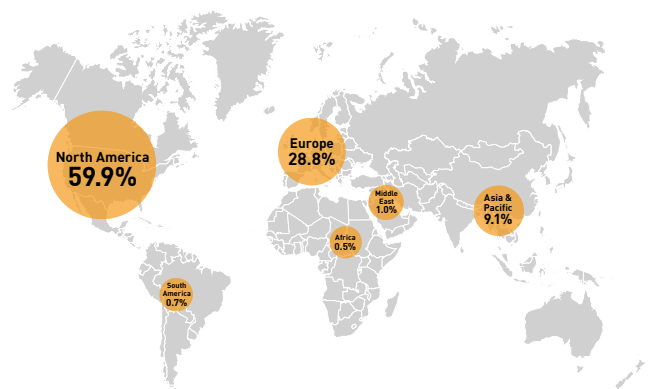 North America
59.9%
Europe
28.8%
Middle
East
1.0%
Asia &
Pacific
9.1%
Africa
0.5%
South
America
0.7%